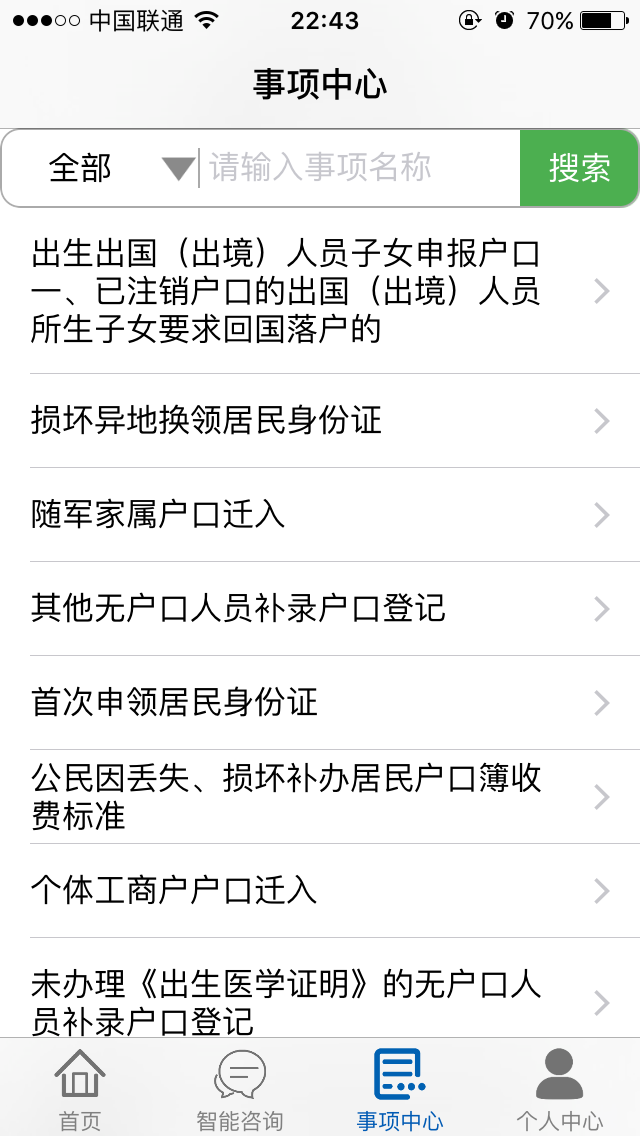 中国联通 22:43 70%
事项中心
全部 请输入事项名称 搜索
出生出国（出境）人员子女申报户口
一、已注销户口的出国（出境）人员
所生子女要求回国落户的
损坏异地换领居民身份证
随军家属户口迁入
其他无户口人员补录户口登记
首次申领居民身份证
公民因丢失、损坏补办居民户口簿收
费标准
个体工商户户口迁入
未办理《出生医学证明》的无户口人
员补录户口登记
首页 智能咨询 事项中心 个人中心